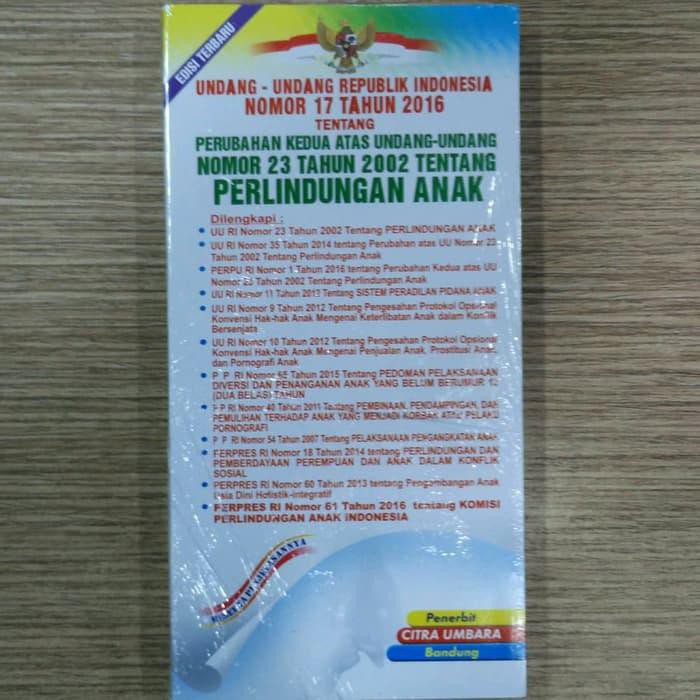 EDISI TERBARU
UNDANG - UNDANG REPUBLIK INDONESIA
NOMOR 17 TAHUN 2016
TENTANG
PERUBAHAN KEDUA ATAS UNDANG-UNDANG
NOMOR 23 TAHUN 2002 TENTANG
PERLINDUNGAN ANAK
Dilengkapi :
• UU RI Nomor 23 Tahun 2002 Tentang PERLINDUNGAN ANAK
• UU RI Nomor 35 Tahun 2014 tentang Perubahan atas UU Nomor 23
Tahun 2002 Tentang Perlindungan Anak
• PERPU RI Nomor 1 Tahun 2016 tentang Perubahan Kedua atas UU
Nomor 23 Tahun 2002 Tentang Perlindungan Anak
• UU RI Nomor 11 Tahun 2012 Tentang SISTEM PERADILAN PIDANA ANAK
• UU RI Nomor 9 Tahun 2012 Tentang Pengesahan Protokol Opsional
Konvensi Hak-hak Anak Mengenai Keterlibatan Anak dalam Konflik
Bersenjata
• UU RI Nomor 10 Tahun 2012 Tentang Pengesahan Protokol Opsional
Konvensi Hak-hak Anak Mengenai Penjualan Anak, Prostitusi Anak,
dan Pornografi Anak
• P P RI Nomor 65 Tahun 2015 Tentang PEDOMAN PELAKSANAAN
DIVERSI DAN PENANGANAN ANAK YANG BELUM BERUMUR 12
(DUA BELAS) TAHUN
• P P RI Nomor 40 Tahun 2011 Tentang PEMBINAAN, PENDAMPINGAN, DAN
PEMULIHAN TERHADAP ANAK YANG MENJADI KORBAN ATAU PELAKU
PORNOGRAFI
• P P RI Nomor 54 Tahun 2007 Tentang PELAKSANAAN PENGANGKATAN ANAK
• PERPRES RI Nomor 18 Tahun 2014 tentang PERLINDUNGAN DAN
PEMBERDAYAAN PEREMPUAN DAN ANAK DALAM KONFLIK
SOSIAL
• PERPRES RI Nomor 60 Tahun 2013 tentang Pengembangan Anak
Usia Dini Holistik-integratif
• PERPRES RI Nomor 61 Tahun 2016 tentang KOMISI
PERLINDUNGAN ANAK INDONESIA
Penerbit
CITRA UMBARA
Bandung